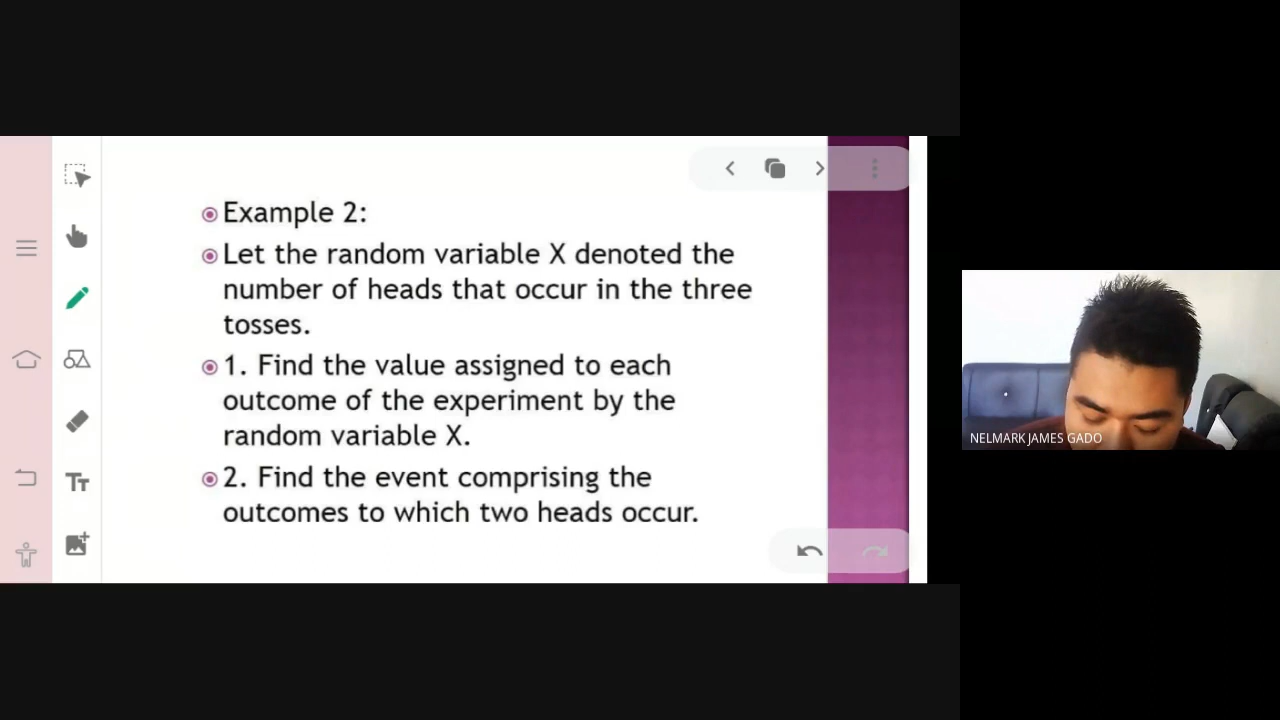 Example 2:
Let the random variable X denoted the
number of heads that occur in the three
tosses.
1. Find the value assigned to each
outcome of the experiment by the
random variable X.
2. Find the event comprising the
outcomes to which two heads occur.
TT
NELMARK JAMES GADO